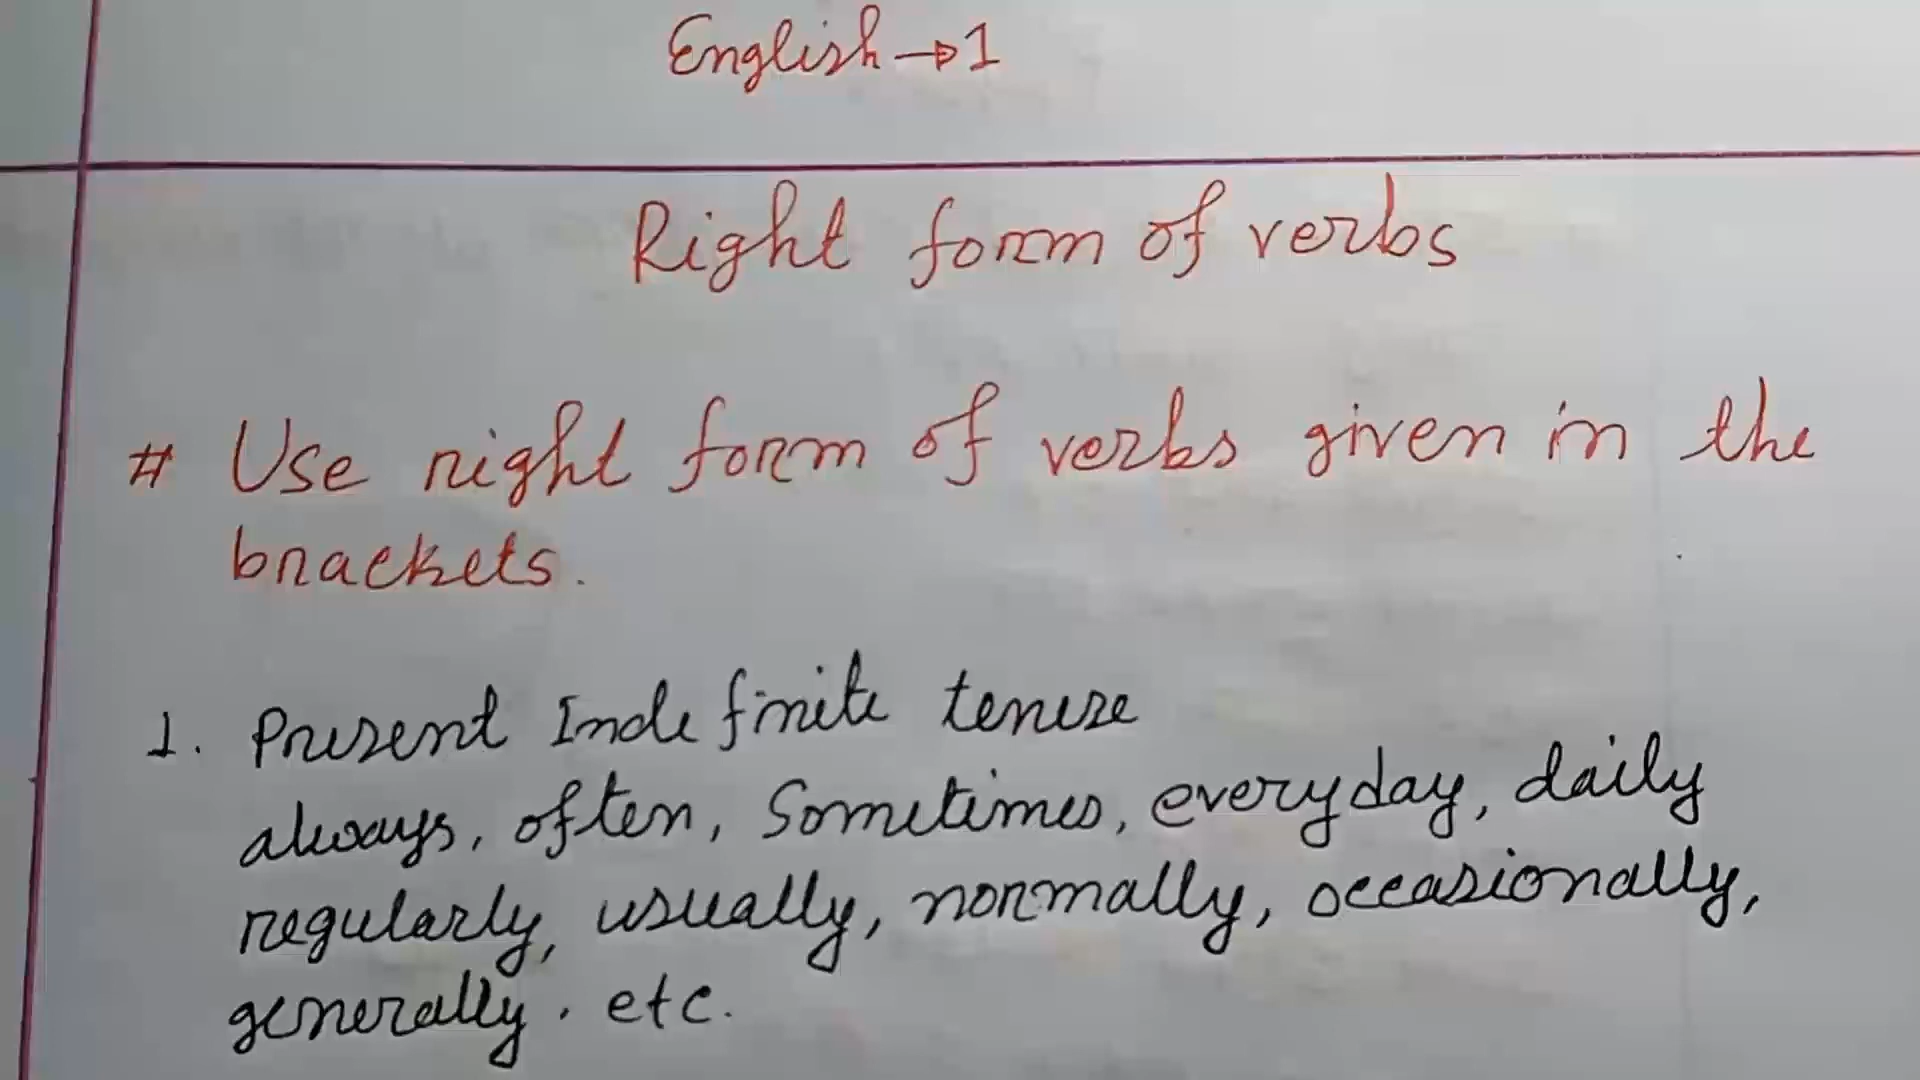 English → 1
Right form of verbs
# Use right form of verbs given in the
brackets.
1. Present Indefinite tense
always, often, Sometimes, everyday, daily
regularly, usually, normally, occasionally,
generally. etc.